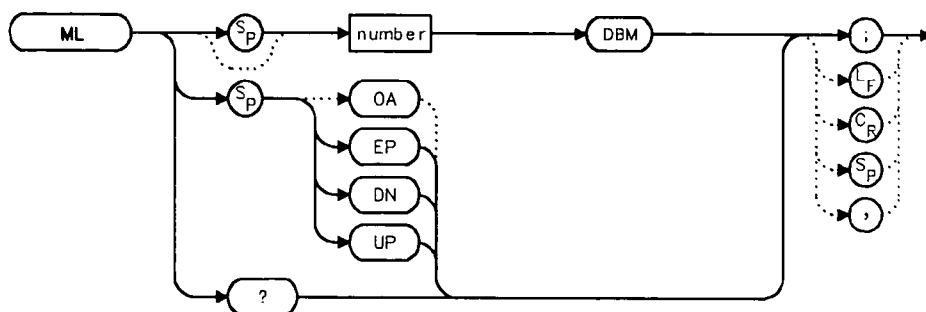 ML SP number DBM ;
LF
SP OA
CR
EP
SP
DN
,
UP
?